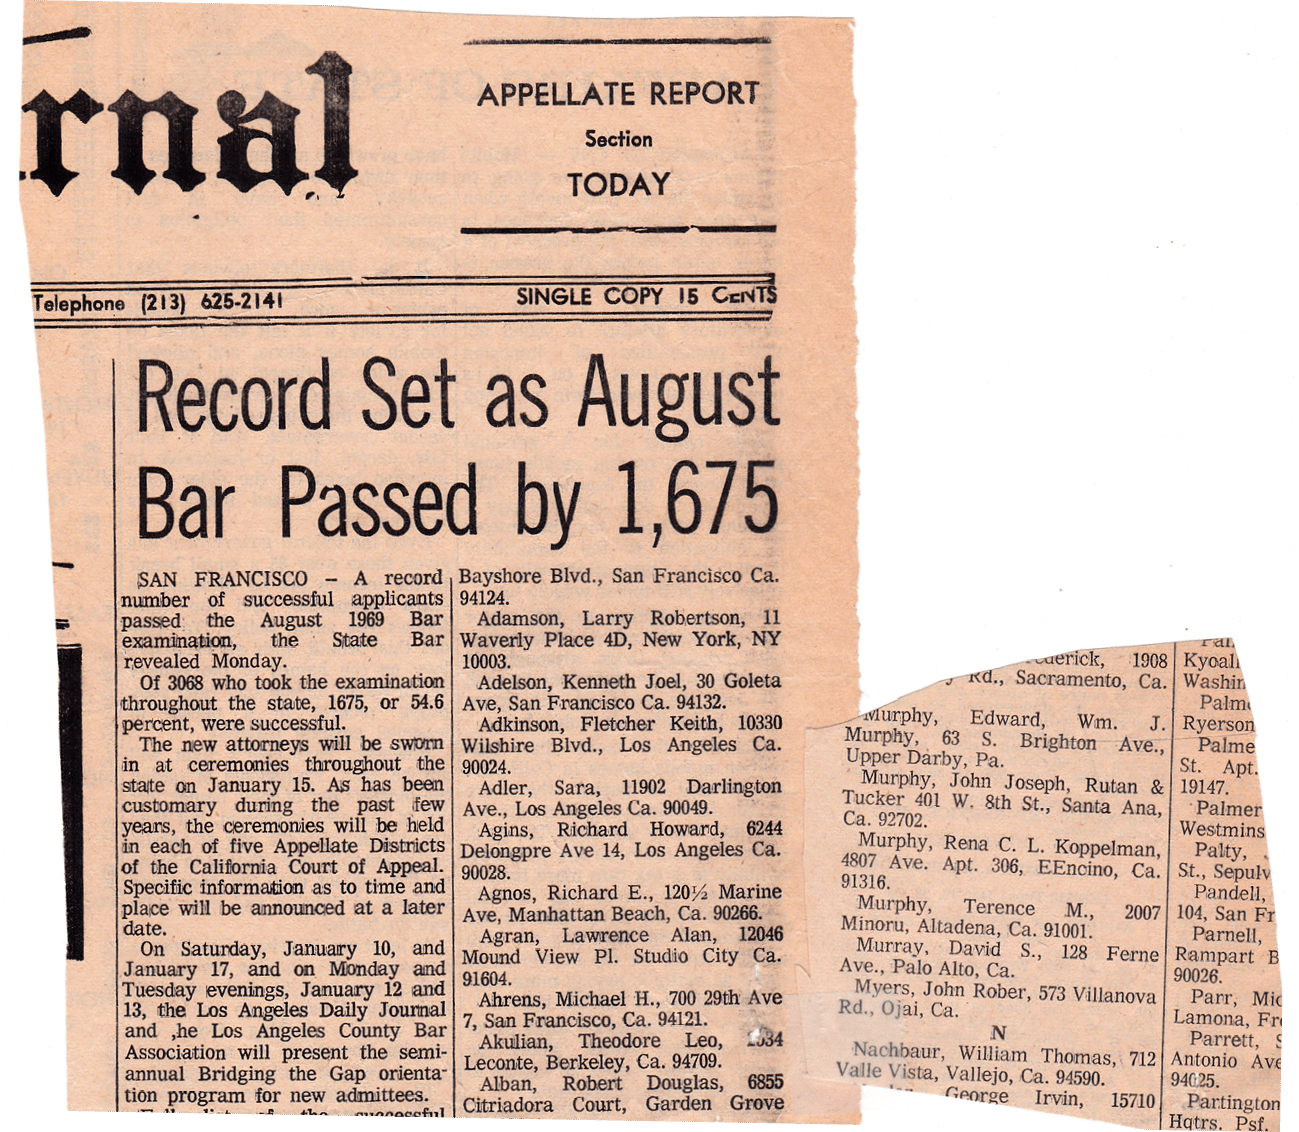 rnal
APPELLATE REPORT
Section
TODAY
Telephone (213) 625-2141
SINGLE COPY 15 CENTS
Record Set as August
Bar Passed by 1,675
SAN FRANCISCO – A record
number of successful applicants
passed the August 1969 Bar
examination, the State Bar
revealed Monday.
Of 3068 who took the examination
throughout the state, 1675, or 54.6
percent, were successful.
The new attorneys will be sworn
in at ceremonies throughout the
state on January 15. As has been
customary during the past few
years, the ceremonies will be held
in each of five Appellate Districts
of the California Court of Appeal.
Specific information as to time and
place will be announced at a later
date.
On Saturday, January 10, and
January 17, and on Monday and
Tuesday evenings, January 12 and
13, the Los Angeles Daily Journal
and ,he Los Angeles County Bar
Association will present the semi-
annual Bridging the Gap orienta-
tion program for new admittees.
the successful
Bayshore Blvd., San Francisco Ca.
94124.
Adamson, Larry Robertson, 11
Waverly Place 4D, New York, NY
10003.
Adelson, Kenneth Joel, 30 Goleta
Ave, San Francisco Ca. 94132.
Adkinson, Fletcher Keith, 10330
Wilshire Blvd., Los Angeles Ca.
90024.
Adler, Sara, 11902 Darlington
Ave., Los Angeles Ca. 90049.
Agins, Richard Howard, 6244
Delongpre Ave 14, Los Angeles Ca.
90028.
Agnos, Richard E., 120½ Marine
Ave, Manhattan Beach, Ca. 90266.
Agran, Lawrence Alan, 12046
Mound View Pl. Studio City Ca.
91604.
Ahrens, Michael H., 700 29th Ave
7, San Francisco, Ca. 94121.
Akulian, Theodore Leo,
Leconte, Berkeley, Ca. 94709.
Alban, Robert Douglas, 6855
Citriadora Court, Garden Grove
1908
Rd., Sacramento, Ca.
Murphy, Edward, Wm. J.
Murphy, 63 S. Brighton Ave.,
Upper Darby, Pa.
Murphy, John Joseph, Rutan &
Tucker 401 W. 8th St., Santa Ana,
Ca. 92702.
Murphy, Rena C. L. Koppelman,
4807 Ave. Apt. 306, EEncino, Ca.
91316.
Murphy, Terence M., 2007
Minoru, Altadena, Ca. 91001.
Murray, David S., 128 Ferne
Ave., Palo Alto, Ca.
Myers, John Rober, 573 Villanova
Rd., Ojai, Ca.
N
Nachbaur, William Thomas, 712
Valle Vista, Vallejo, Ca. 94590.
George Irvin, 15710
Kyoal
Washin
Palm
Ryerson
Palme
St. Apt.
19147.
Palmer
Westmins
Palty,
St., Sepulv
Pandell,
104, San Fr
Parnell,
Rampart B
90026.
Parr, Mic
Lamona, Fr
Parrett, S
Antonio Ave
94025.
Partington
Hqtrs. Psf.